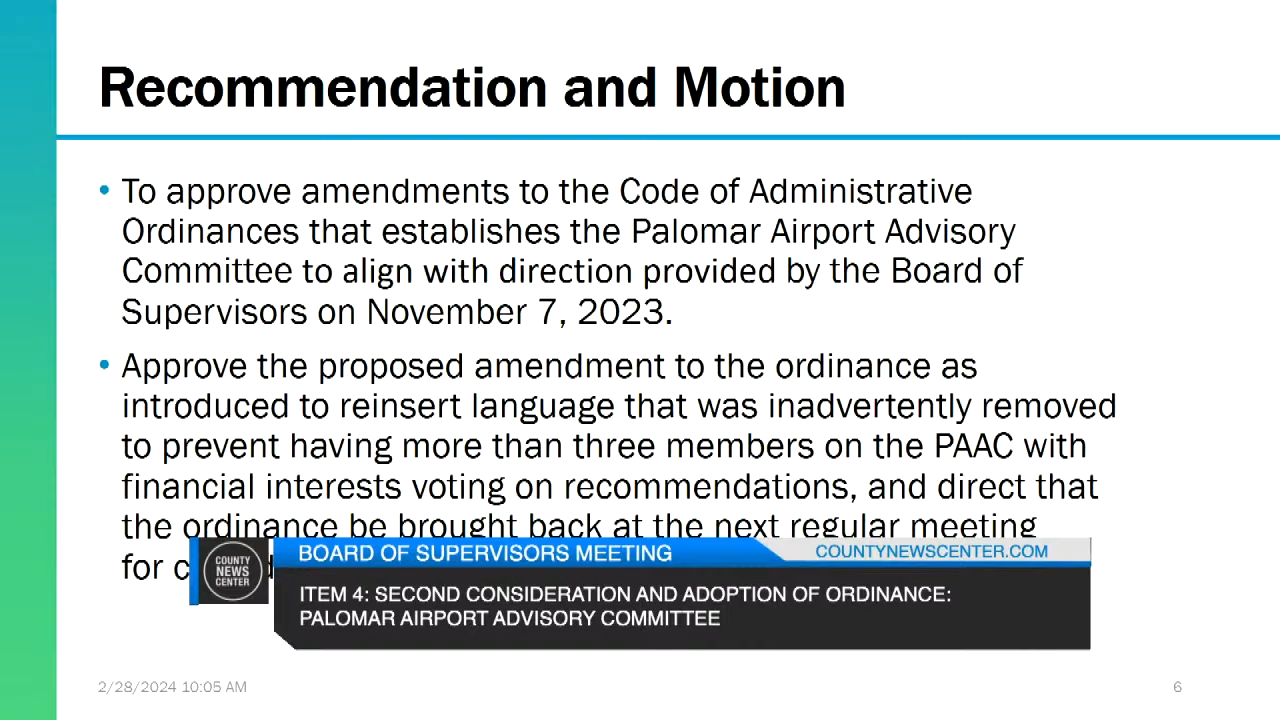 Recommendation and Motion
• To approve amendments to the Code of Administrative
Ordinances that establishes the Palomar Airport Advisory
Committee to align with direction provided by the Board of
Supervisors on November 7, 2023.
• Approve the proposed amendment to the ordinance as
introduced to reinsert language that was inadvertently removed
to prevent having more than three members on the PAAC with
financial interests voting on recommendations, and direct that
the ordinance be brought back at the next regular meeting
for
COUNTY
NEWS
CENTER
BOARD OF SUPERVISORS MEETING
COUNTYNEWSCENTER.COM
ITEM 4: SECOND CONSIDERATION AND ADOPTION OF ORDINANCE:
PALOMAR AIRPORT ADVISORY COMMITTEE
2/28/2024 10:05 AM
6